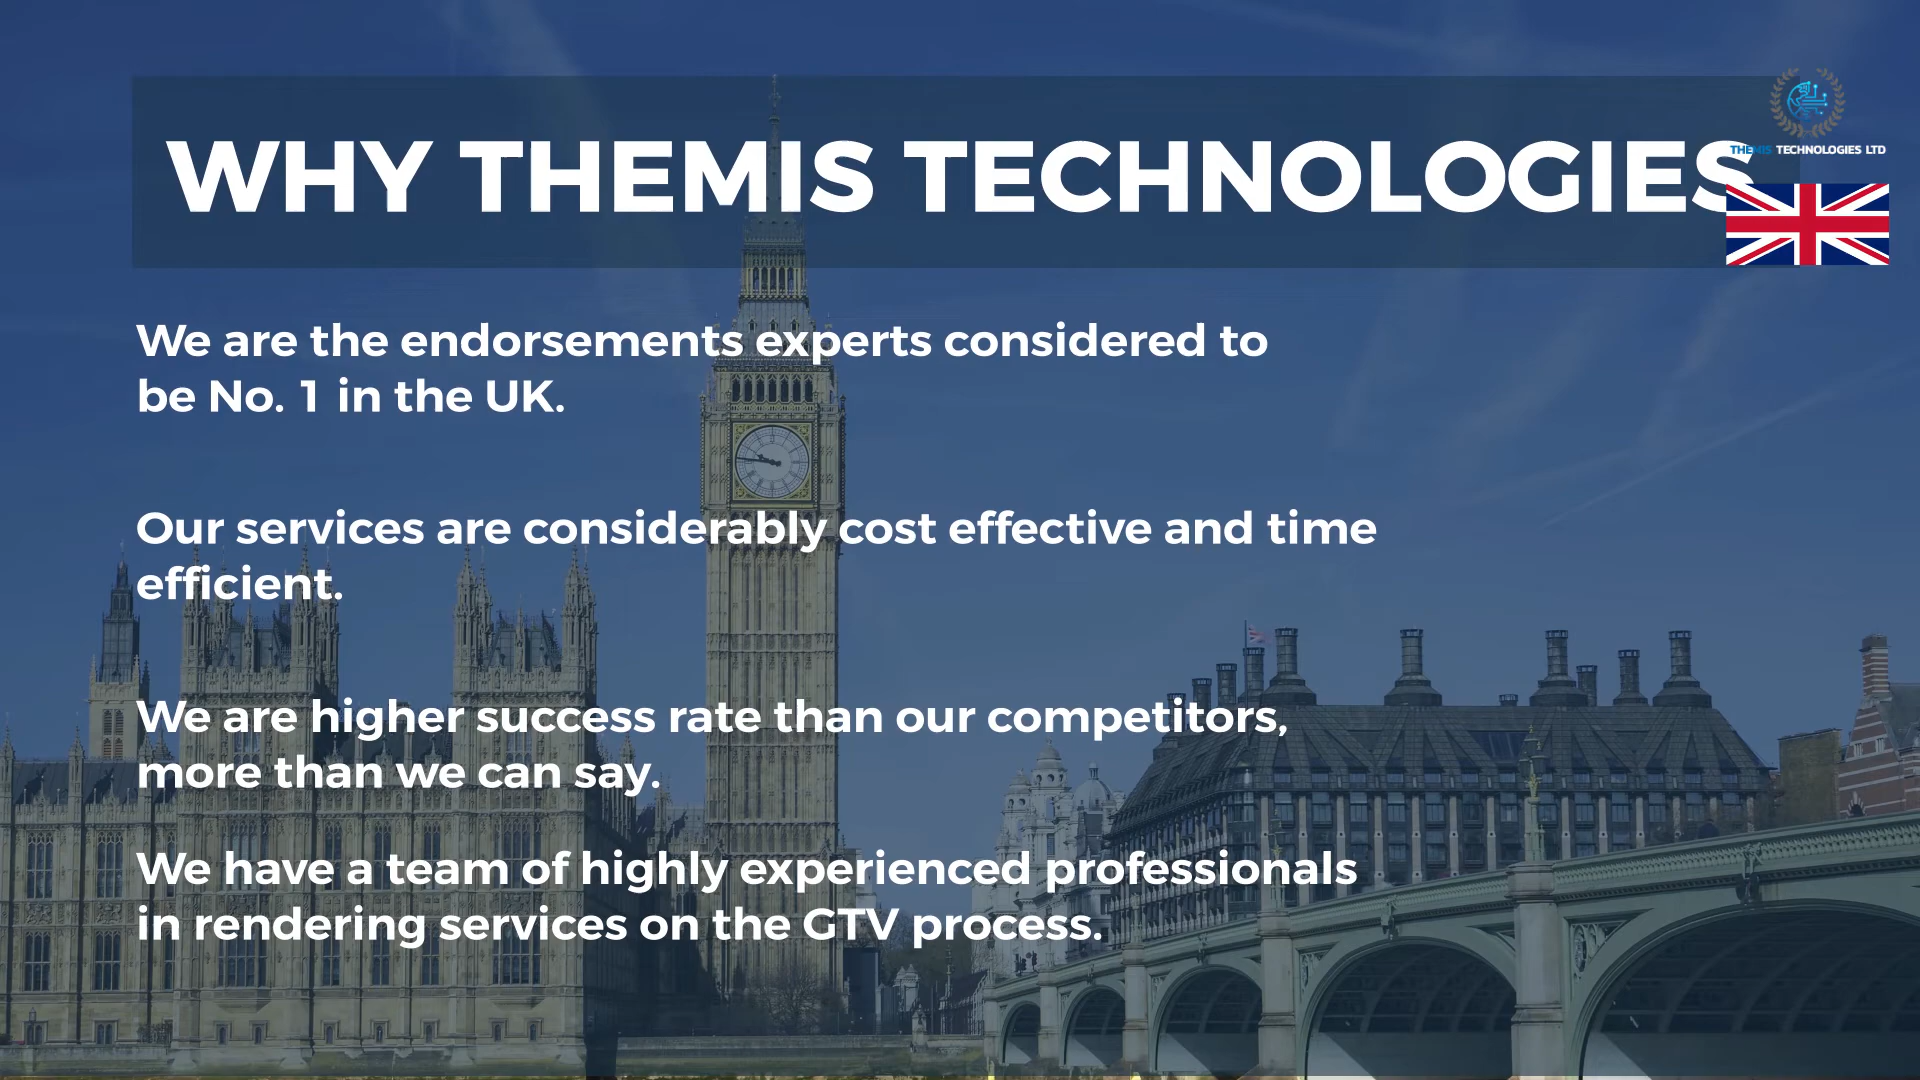 WHY THEMIS TECHNOLOGIES
THEMIS TECHNOLOGIES LTD
We are the endorsements experts considered to
be No. 1 in the UK.
Our services are considerably cost effective and time
efficient.
We are higher success rate than our competitors,
more than we can say.
We have a team of highly experienced professionals
in rendering services on the GTV process.